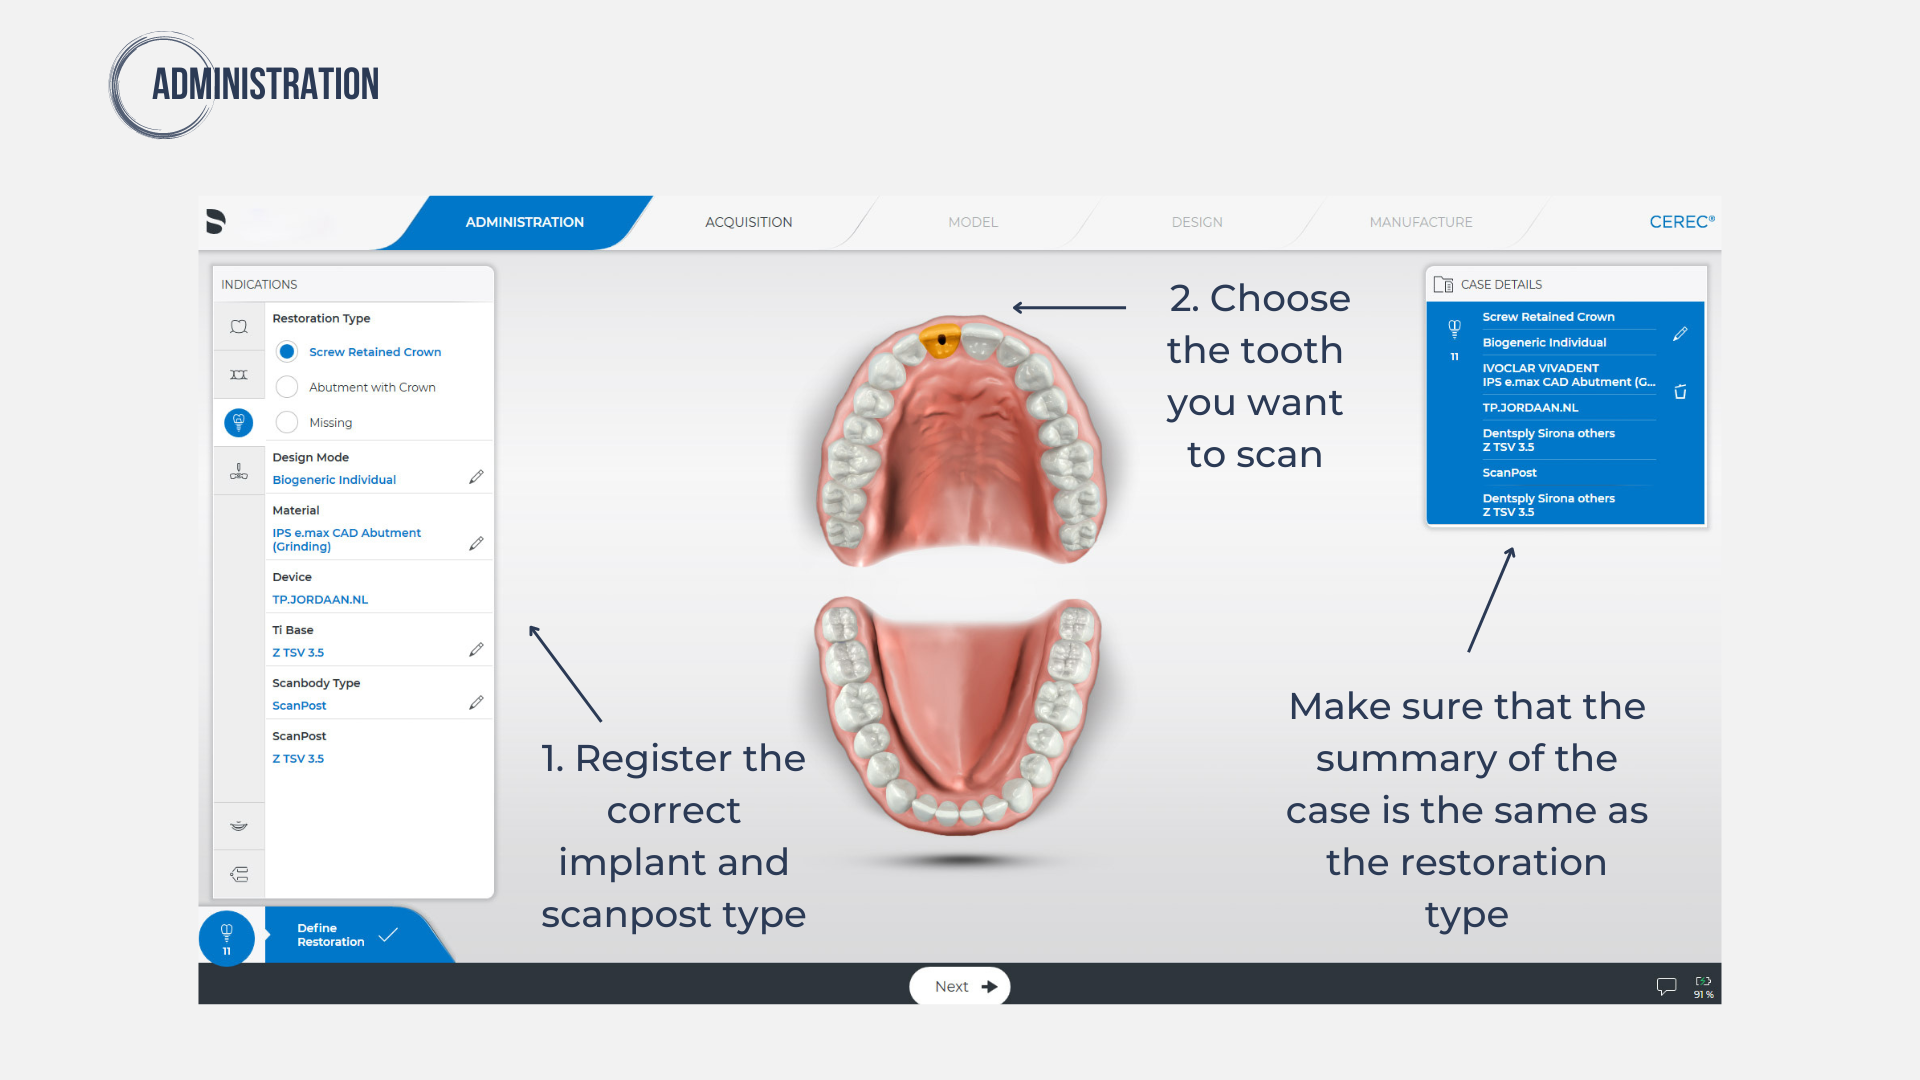 ADMINISTRATION
ADMINISTRATION
ACQUISITION
MODEL
DESIGN
MANUFACTURE
CEREC®
INDICATIONS
Restoration Type
Screw Retained Crown
Abutment with Crown
Missing
Design Mode
Biogeneric Individual
Material
IPS e.max CAD Abutment
(Grinding)
Device
TP.JORDAAN.NL
Ti Base
Z TSV 3.5
Scanbody Type
ScanPost
ScanPost
Z TSV 3.5
1. Register the
correct
implant and
scanpost type
2. Choose
the tooth
you want
to scan
CASE DETAILS
11
Screw Retained Crown
Biogeneric Individual
IVOCLAR VIVADENT
IPS e.max CAD Abutment (G...
TP.JORDAAN.NL
Dentsply Sirona others
Z TSV 3.5
ScanPost
Dentsply Sirona others
Z TSV 3.5
Make sure that the
summary of the
case is the same as
the restoration
type
11
Define
Restoration
Next
91 %